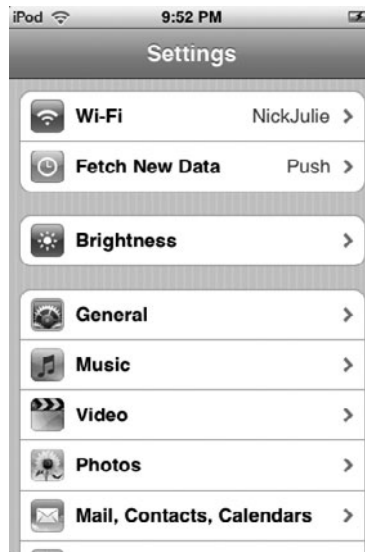 iPod 9:52 PM
Settings
Wi-Fi NickJulie
Fetch New Data Push
Brightness
General
Music
Video
Photos
Mail, Contacts, Calendars